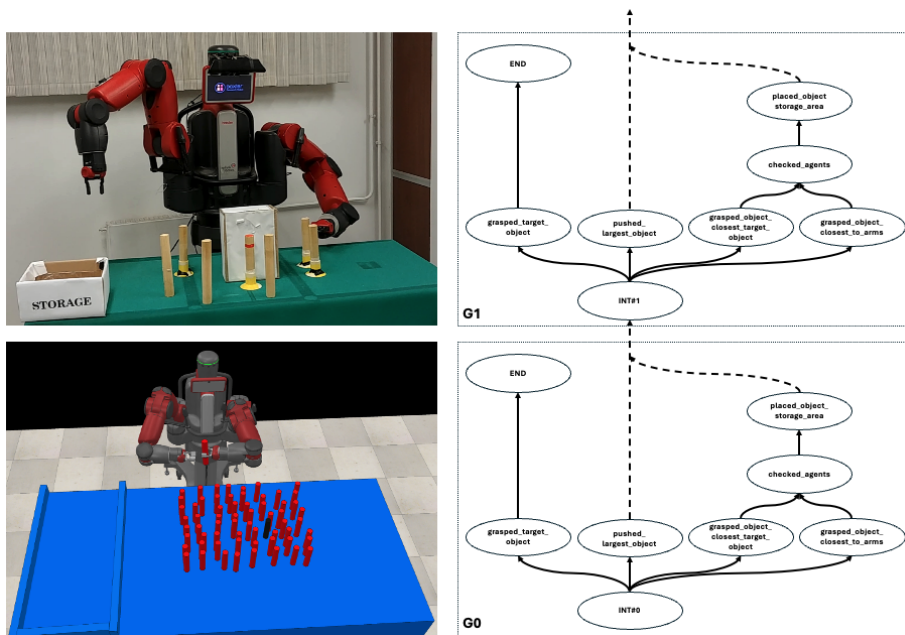 STORAGE
END
placed_object
storage_area
checked_agents
grasped_target_
object
pushed_
largest_object
grasped_object_
closest_target_
object
grasped_object_
closest_to_arms
INT#1
G1
END
placed_object_
storage_area
checked_agents
grasped_target_
object
pushed_
largest_object
grasped_object_
closest_target_
object
grasped_object_
closest_to_arms
INT#0
G0